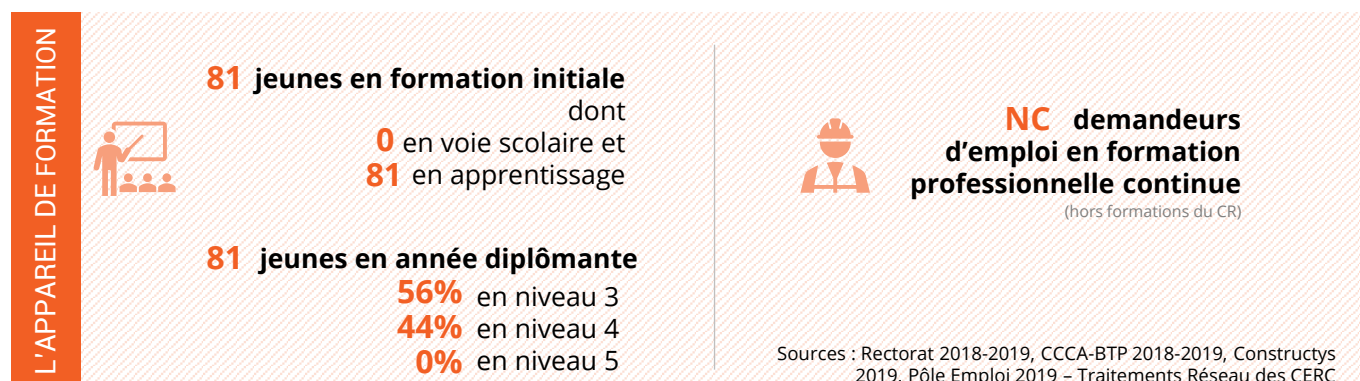 L'APPAREIL DE FORMATION
81 jeunes en formation initiale
dont
0 en voie scolaire et
81 en apprentissage
81 jeunes en année diplômante
56% en niveau 3
44% en niveau 4
0% en niveau 5
NC demandeurs
d'emploi en formation
professionnelle continue
(hors formations du CR)
Sources : Rectorat 2018-2019, CCCA-BTP 2018-2019, Constructys
2019, Pôle Emploi 2019 – Traitements Réseau des CERC